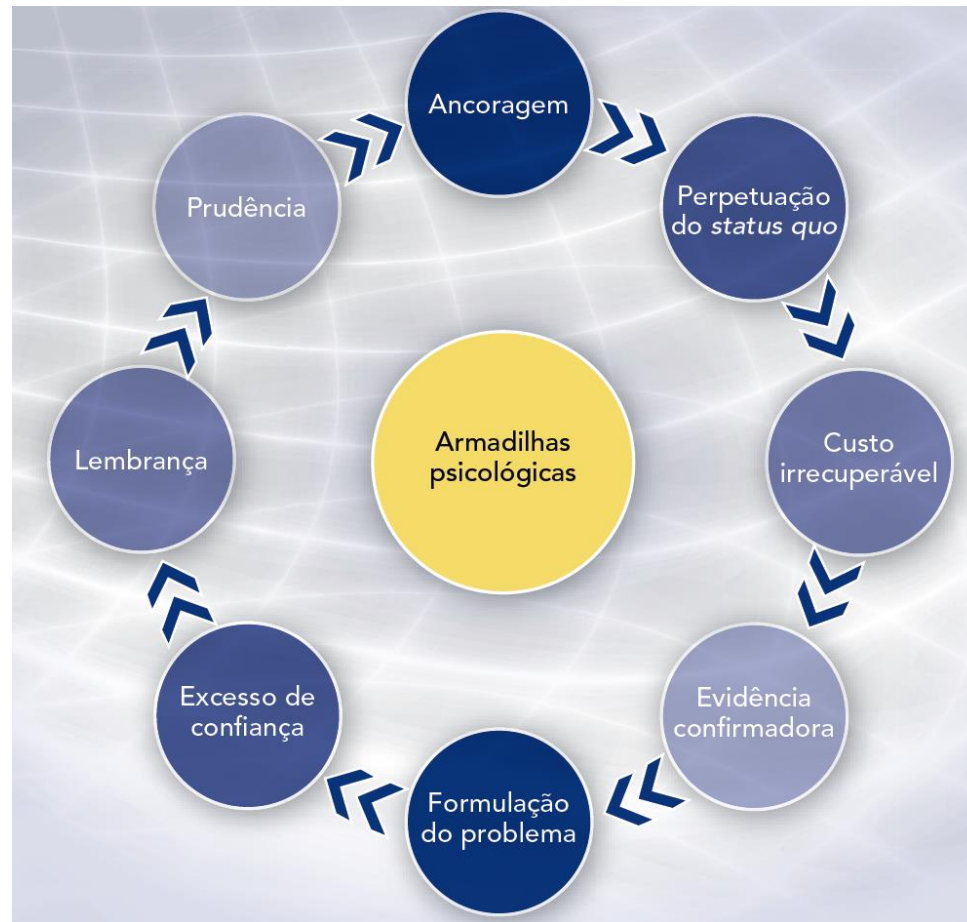 Ancoragem
Perpetuação
do status quo
Custo
irrecuperável
Evidência
confirmadora
Formulação
do problema
Excesso de
confiança
Lembrança
Prudência
Armadilhas
psicológicas